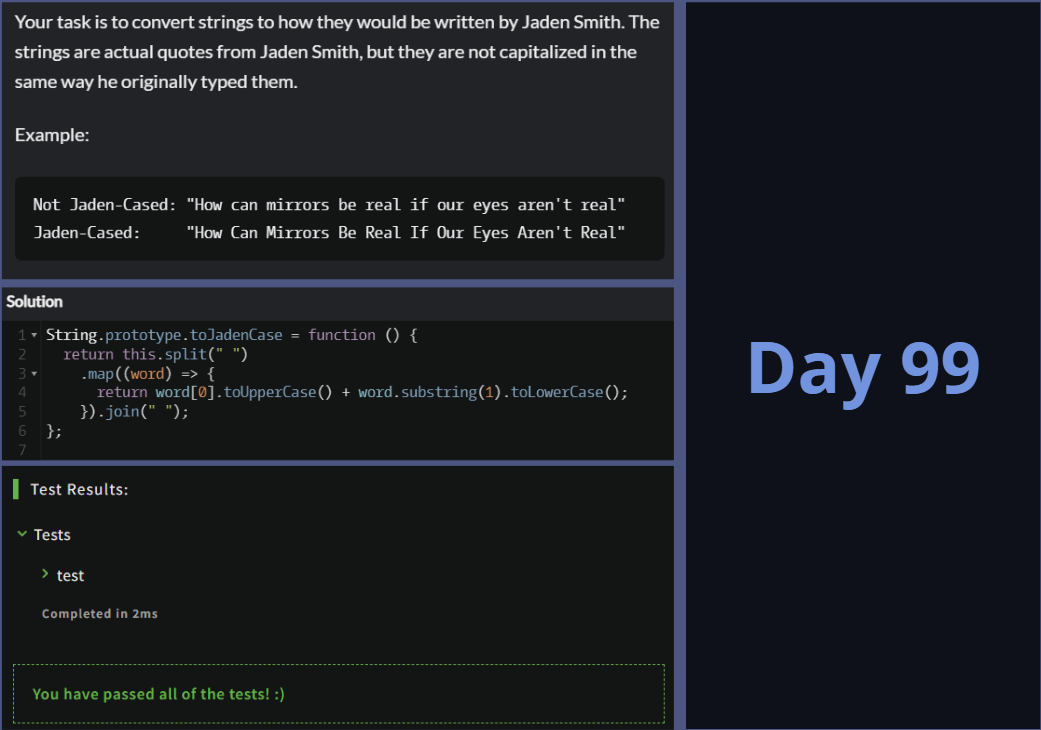 Your task is to convert strings to how they would be written by Jaden Smith. The
strings are actual quotes from Jaden Smith, but they are not capitalized in the
same way he originally typed them.
Example:
Not Jaden-Cased: "How can mirrors be real if our eyes aren't real"
Jaden-Cased:     "How Can Mirrors Be Real If Our Eyes Aren't Real"
Solution
1 String.prototype.toJadenCase = function () {
2   return this.split(" ")
3     .map((word) => {
4       return word[0].toUpperCase() + word.substring(1).toLowerCase();
5     }).join(" ");
6 };
7
Test Results:
Tests
test
Completed in 2ms
You have passed all of the tests! :)
Day 99